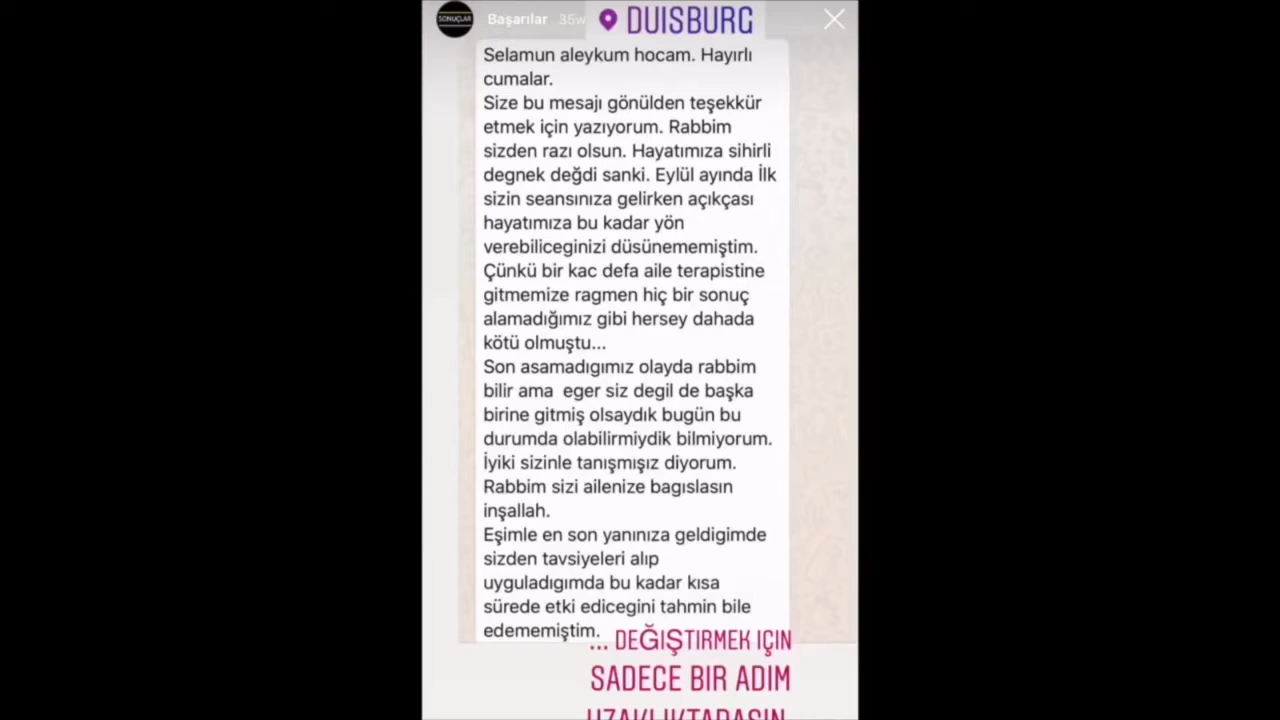 SONUÇLAR
Başarılar 35w
DUISBURG
Selamun aleykum hocam. Hayırlı
cumalar.
Size bu mesajı gönülden teşekkür
etmek için yazıyorum. Rabbim
sizden razı olsun. Hayatımıza sihirli
degnek değdi sanki. Eylül ayında İlk
sizin seansınıza gelirken açıkçası
hayatımıza bu kadar yön
verebiliceginizi düsünememiştim.
Çünkü bir kac defa aile terapistine
gitmemize ragmen hiç bir sonuç
alamadığımız gibi hersey dahada
kötü olmuştu...
Son asamadıgımız olayda rabbim
bilir ama  eger siz degil de başka
birine gitmiş olsaydık bugün bu
durumda olabilirmiydik bilmiyorum.
İyiki sizinle tanışmışız diyorum.
Rabbim sizi ailenize bagıslasın
inşallah.
Eşimle en son yanınıza geldigimde
sizden tavsiyeleri alıp
uyguladıgımda bu kadar kısa
sürede etki edicegini tahmin bile
edememiştim.
... DEĞİŞTIRMEK IÇIN
SADECE BIR ADIM
UZAKLIKTADASIN